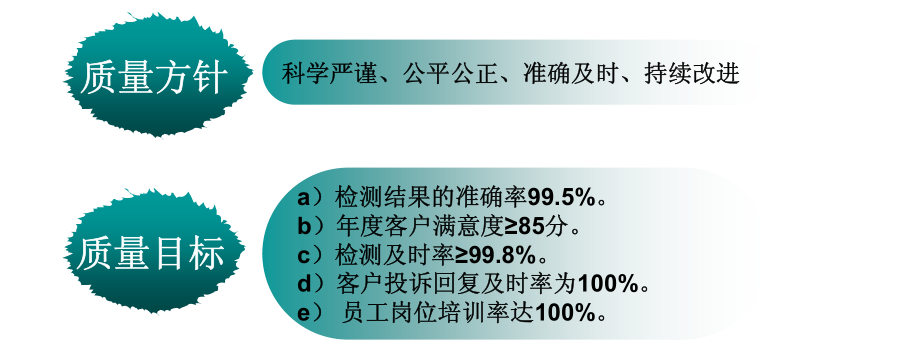 质量方针
科学严谨、公平公正、准确及时、持续改进
质量目标
a）检测结果的准确率99.5%。
b）年度客户满意度≥85分。
c）检测及时率≥99.8%。
d）客户投诉回复及时率为100%。
e） 员工岗位培训率达100%。